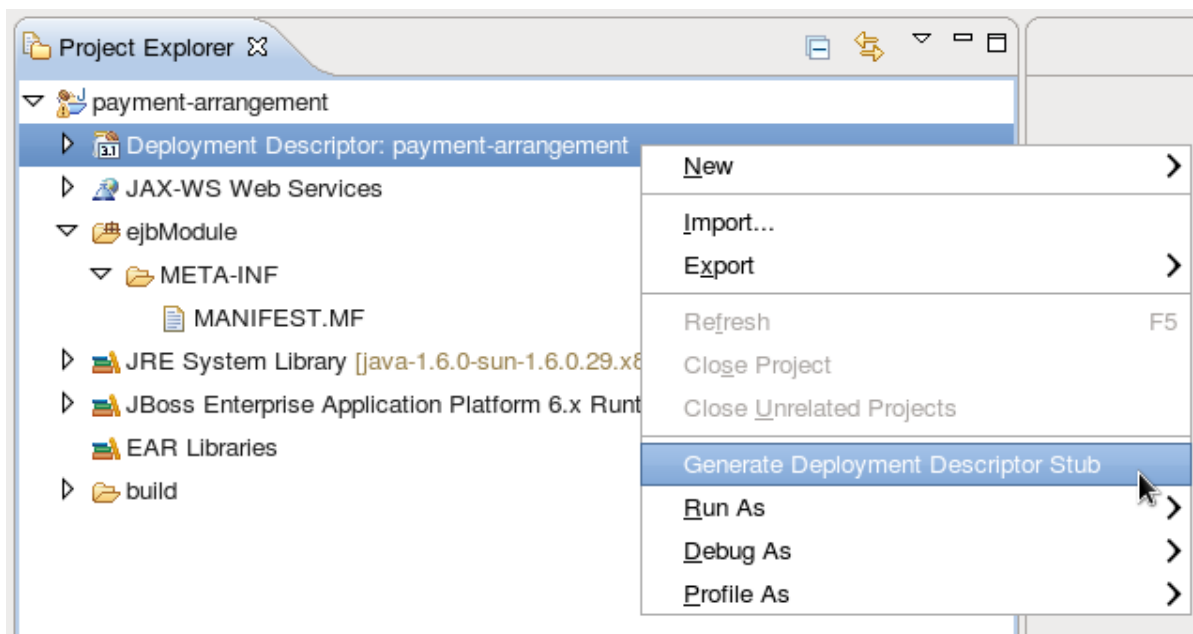 Project Explorer
payment-arrangement
3.1 Deployment Descriptor: payment-arrangement
JAX-WS Web Services
ejbModule
META-INF
MANIFEST.MF
JRE System Library [java-1.6.0-sun-1.6.0.29.x8
JBoss Enterprise Application Platform 6.x Runt
EAR Libraries
build
New
Import...
Export
Refresh F5
Close Project
Close Unrelated Projects
Generate Deployment Descriptor Stub
Run As
Debug As
Profile As